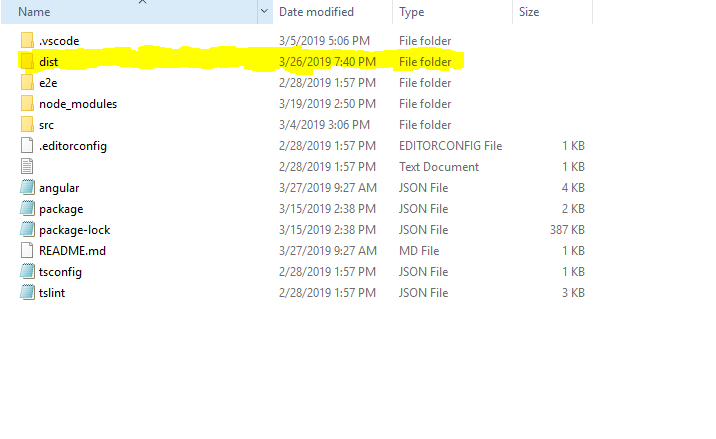 Name Date modified Type Size
.vscode 3/5/2019 5:06 PM File folder
dist 3/26/2019 7:40 PM File folder
e2e 2/28/2019 1:57 PM File folder
node_modules 3/19/2019 2:50 PM File folder
src 3/4/2019 3:06 PM File folder
.editorconfig 2/28/2019 1:57 PM EDITORCONFIG File 1 KB
2/28/2019 1:57 PM Text Document 1 KB
angular 3/27/2019 9:27 AM JSON File 4 KB
package 3/15/2019 2:38 PM JSON File 2 KB
package-lock 3/15/2019 2:38 PM JSON File 387 KB
README.md 3/27/2019 9:27 AM MD File 1 KB
tsconfig 2/28/2019 1:57 PM JSON File 1 KB
tslint 2/28/2019 1:57 PM JSON File 3 KB